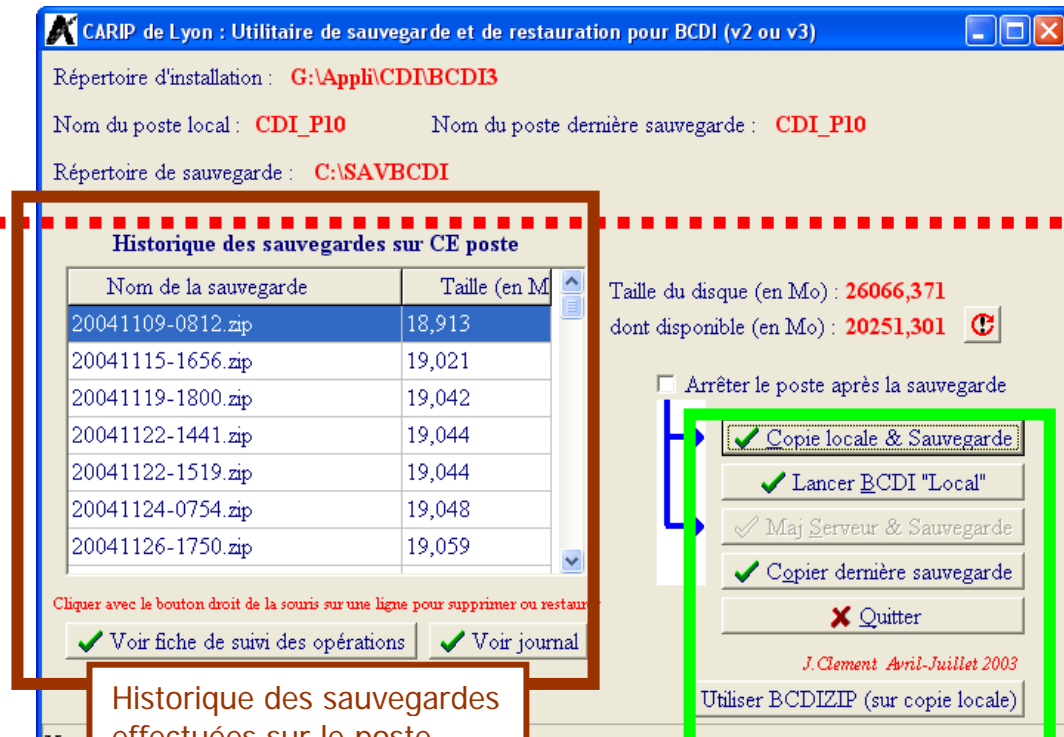 CARIP de Lyon : Utilitaire de sauvegarde et de restauration pour BCDI (v2 ou v3)
Répertoire d'installation : G:\Appli\CDI\BCDI3
Nom du poste local : CDI_P10 Nom du poste dernière sauvegarde : CDI_P10
Répertoire de sauvegarde : C:\SAVBCDI
Historique des sauvegardes sur CE poste
Nom de la sauvegarde Taille (en M
20041109-0812.zip 18,913
20041115-1656.zip 19,021
20041119-1800.zip 19,042
20041122-1441.zip 19,044
20041122-1519.zip 19,044
20041124-0754.zip 19,048
20041126-1750.zip 19,059
Cliquer avec le bouton droit de la souris sur une ligne pour supprimer ou restaurer
Voir fiche de suivi des opérations Voir journal
Taille du disque (en Mo) : 26066,371
dont disponible (en Mo) : 20251,301
Arrêter le poste après la sauvegarde
Copie locale & Sauvegarde
Lancer BCDI "Local"
Maj Serveur & Sauvegarde
Copier dernière sauvegarde
Quitter
J.Clement Avril-Juillet 2003
Utiliser BCDIZIP (sur copie locale)
Historique des sauvegardes
effectuées sur le poste